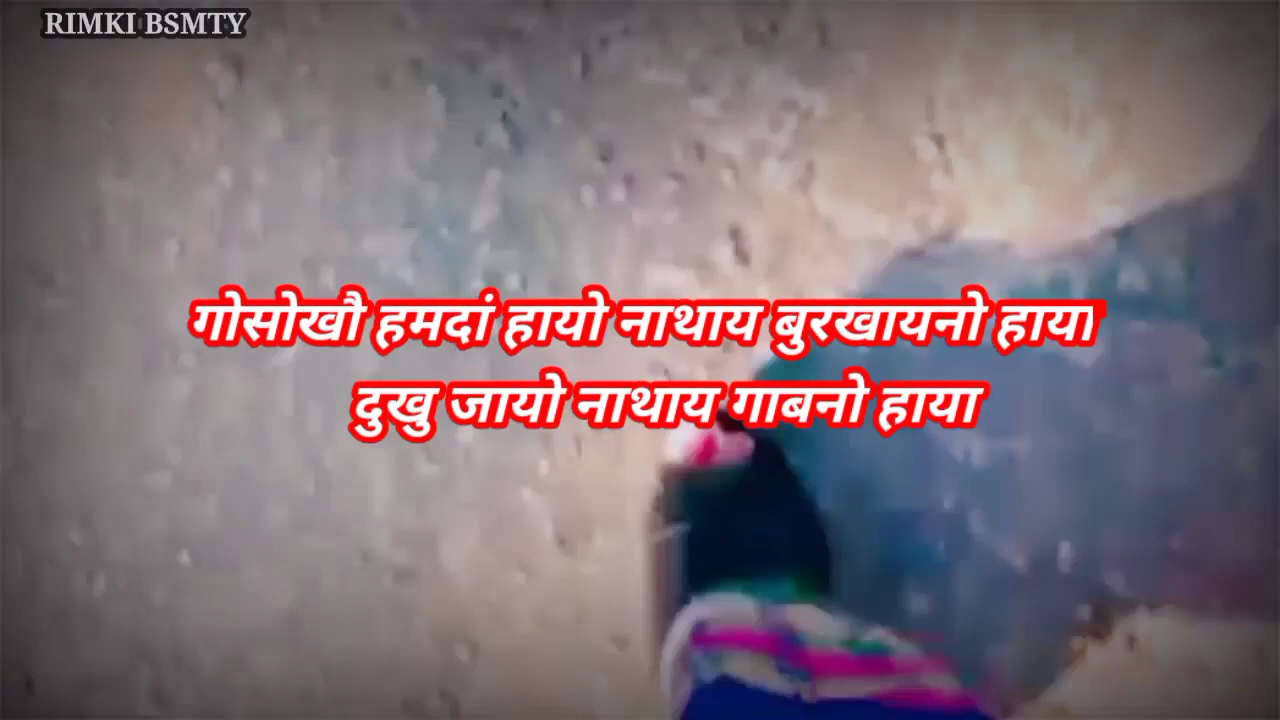 RIMKI BSMTY
गोसोखौ हमदां हायो नाथाय बुरखायनो हाया
दुखु जायो नाथाय गाबनो हाया